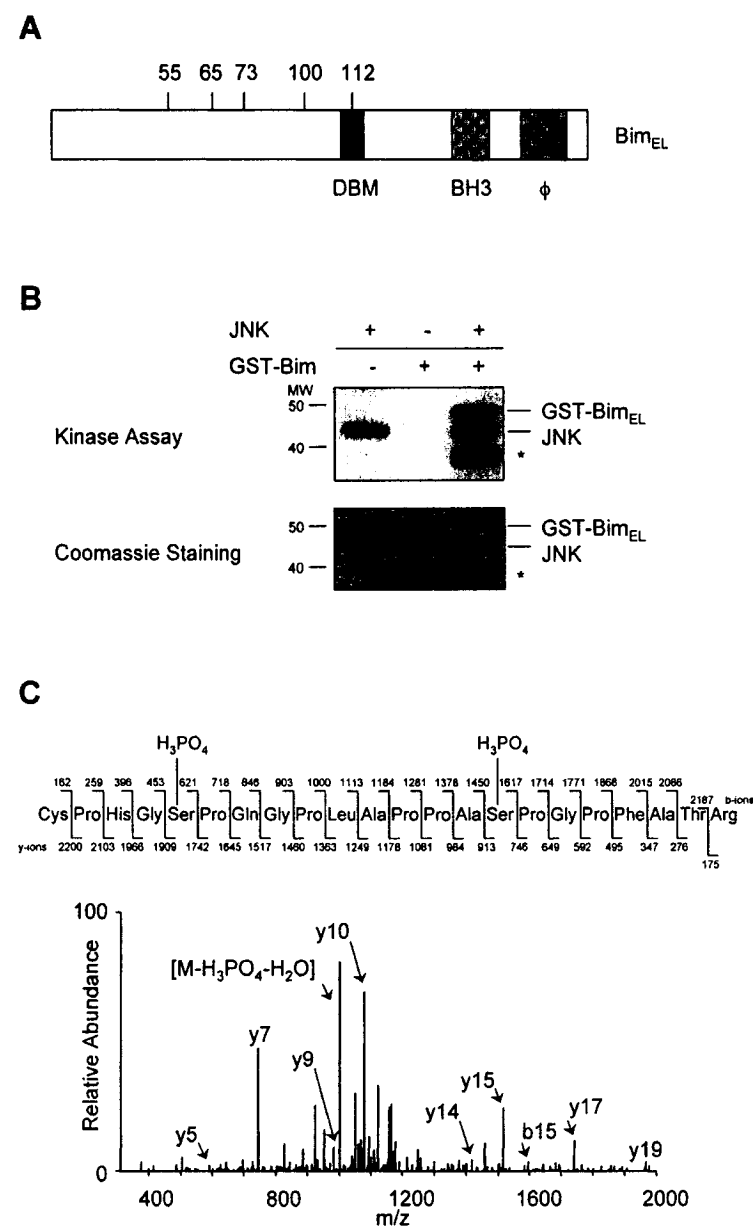 A
55 65 73 100 112
Bim_EL
DBM BH3 ϕ
B
JNK + - +
GST-Bim - + +
MW
50
40
Kinase Assay
GST-Bim_EL
JNK
*
50
40
Coomassie Staining
GST-Bim_EL
JNK
*
C
H₃PO₄ H₃PO₄
162 259 396 453 621 718 846 903 1000 1113 1184 1281 1378 1450 1617 1714 1771 1868 2015 2086 2187 b-ions
Cys Pro His Gly Ser Pro Gln Gly Pro Leu Ala Pro Pro Ala Ser Pro Gly Pro Phe Ala Thr Arg
y-ions 2200 2103 1966 1909 1742 1645 1517 1460 1363 1249 1178 1081 984 913 746 649 592 495 347 276 175
100
y10
[M-H₃PO₄-H₂O]
y7
y9
y15
y14
b15
y17
y5
y19
Relative Abundance
0
400 800 1200 1600 2000
m/z